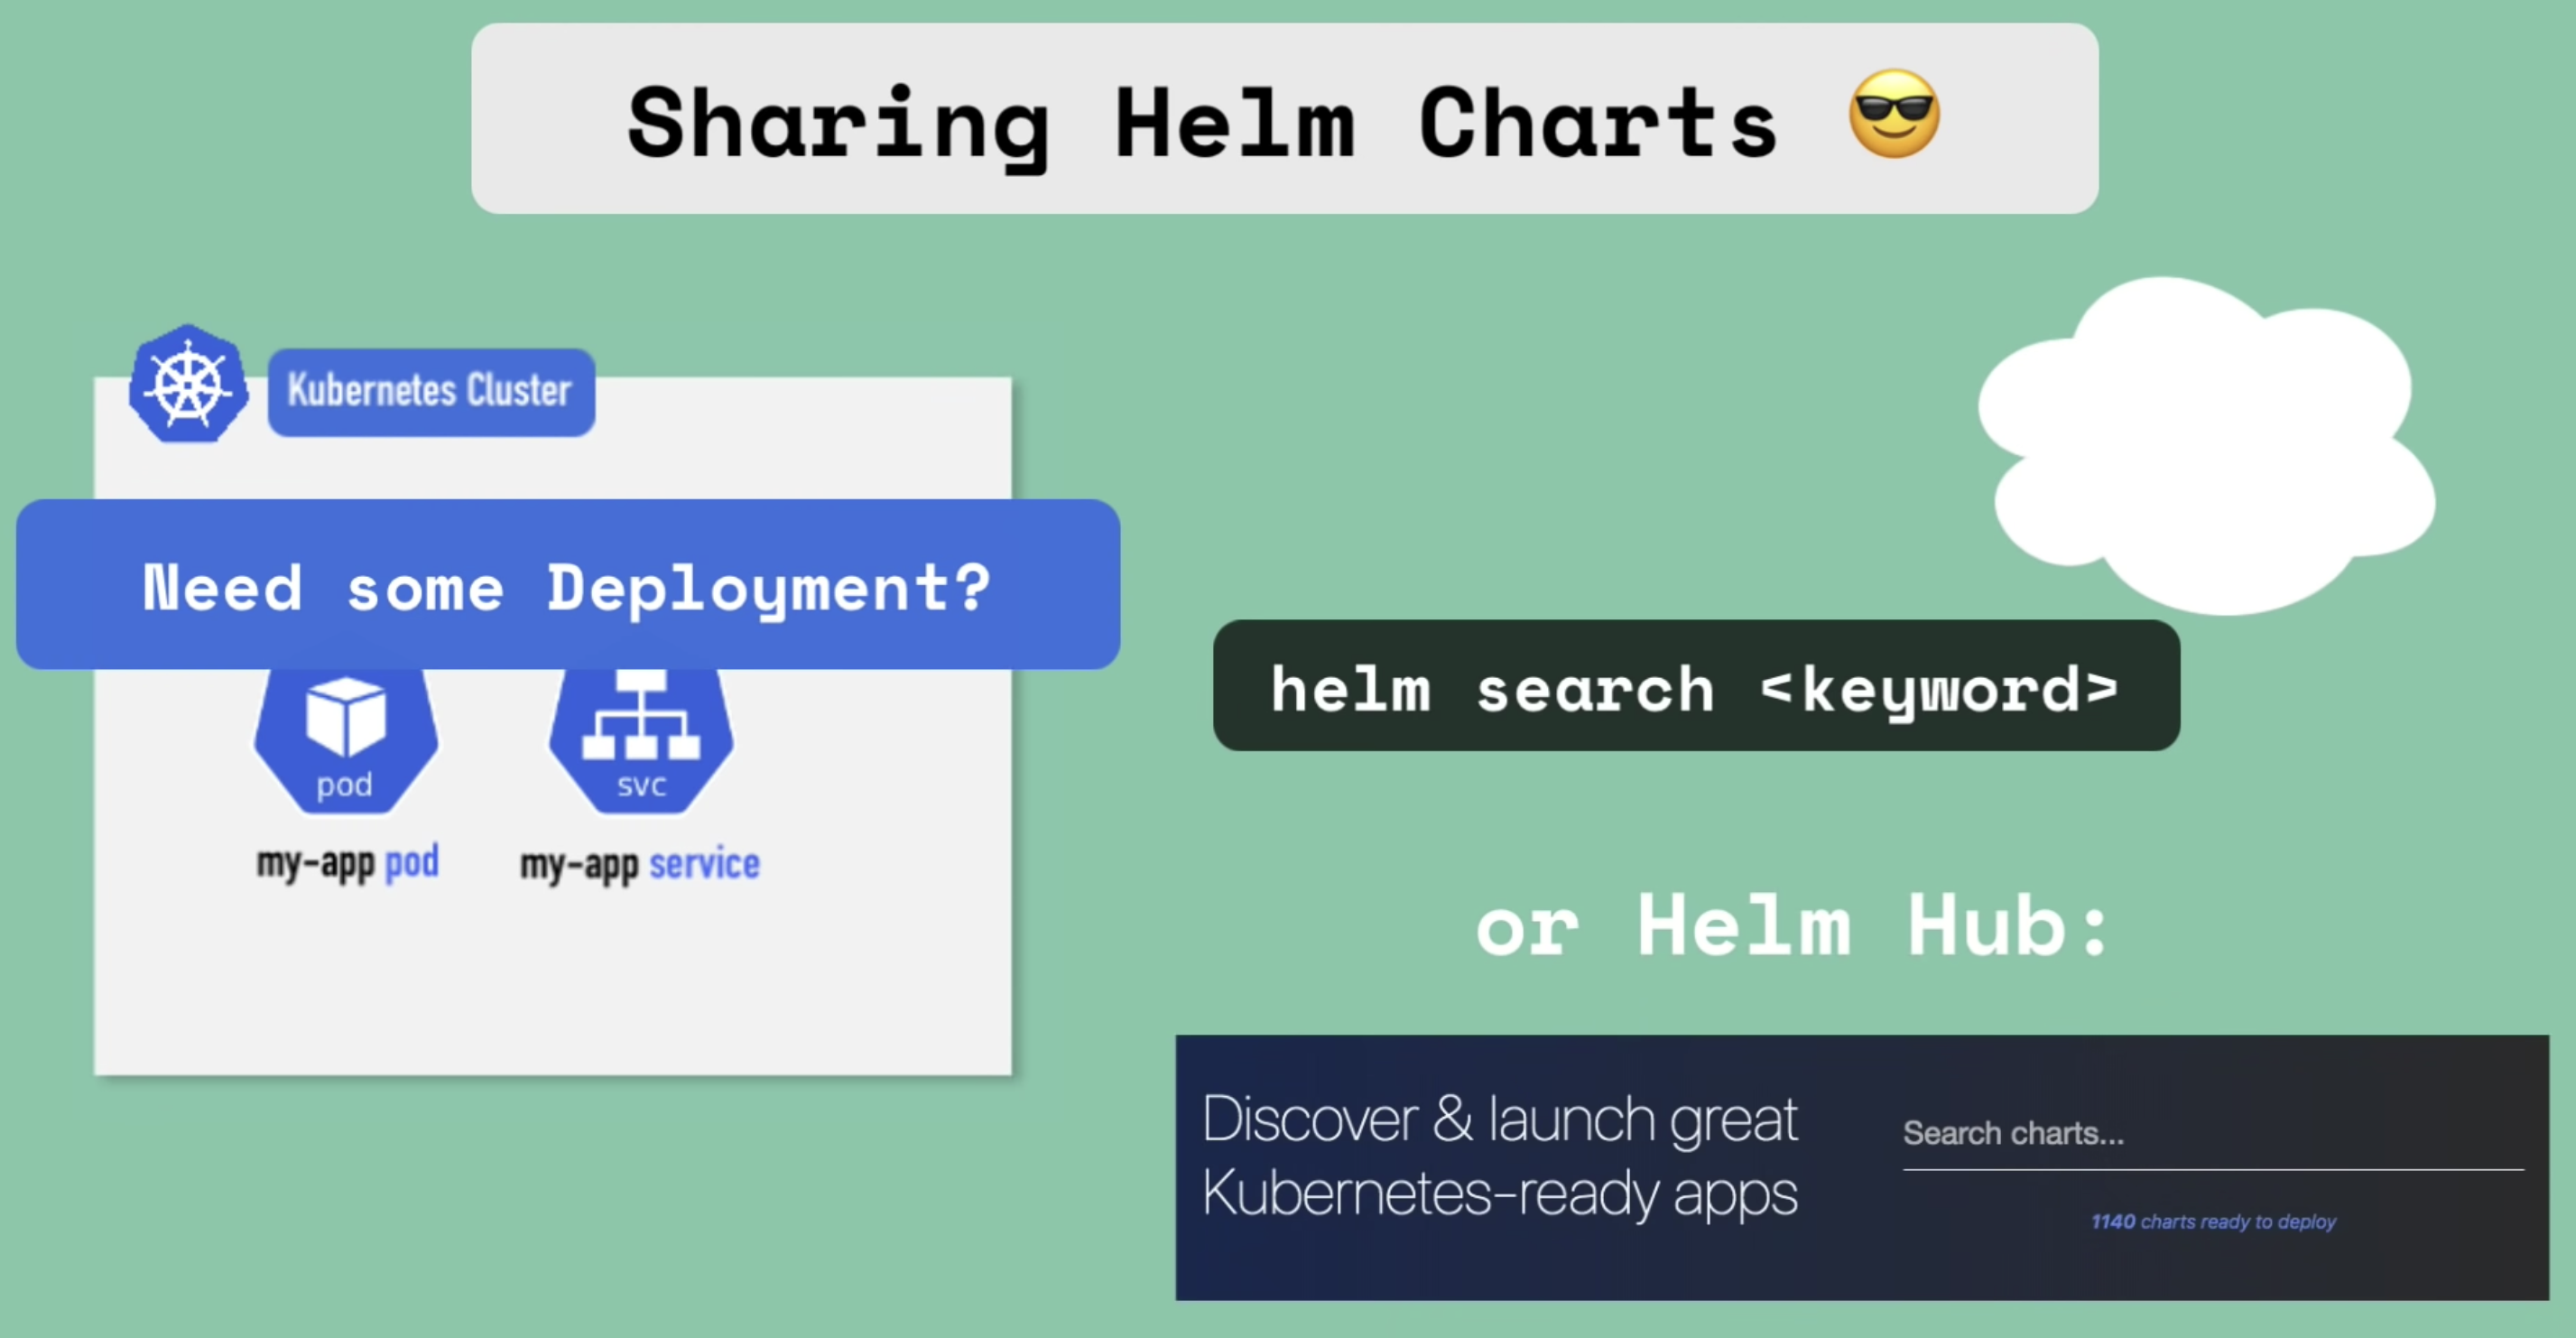 Sharing Helm Charts 😎
Kubernetes Cluster
Need some Deployment?
pod
svc
my-app pod
my-app service
helm search <keyword>
or Helm Hub:
Discover & launch great
Kubernetes-ready apps
Search charts...
1140 charts ready to deploy